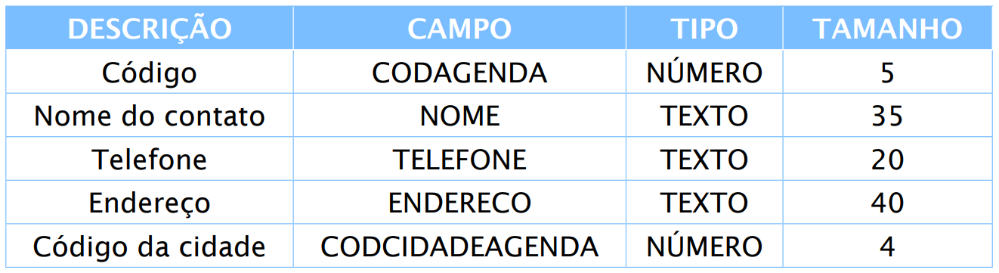 DESCRIÇÃO CAMPO TIPO TAMANHO
Código CODAGENDA NÚMERO 5
Nome do contato NOME TEXTO 35
Telefone TELEFONE TEXTO 20
Endereço ENDERECO TEXTO 40
Código da cidade CODCIDADEAGENDA NÚMERO 4